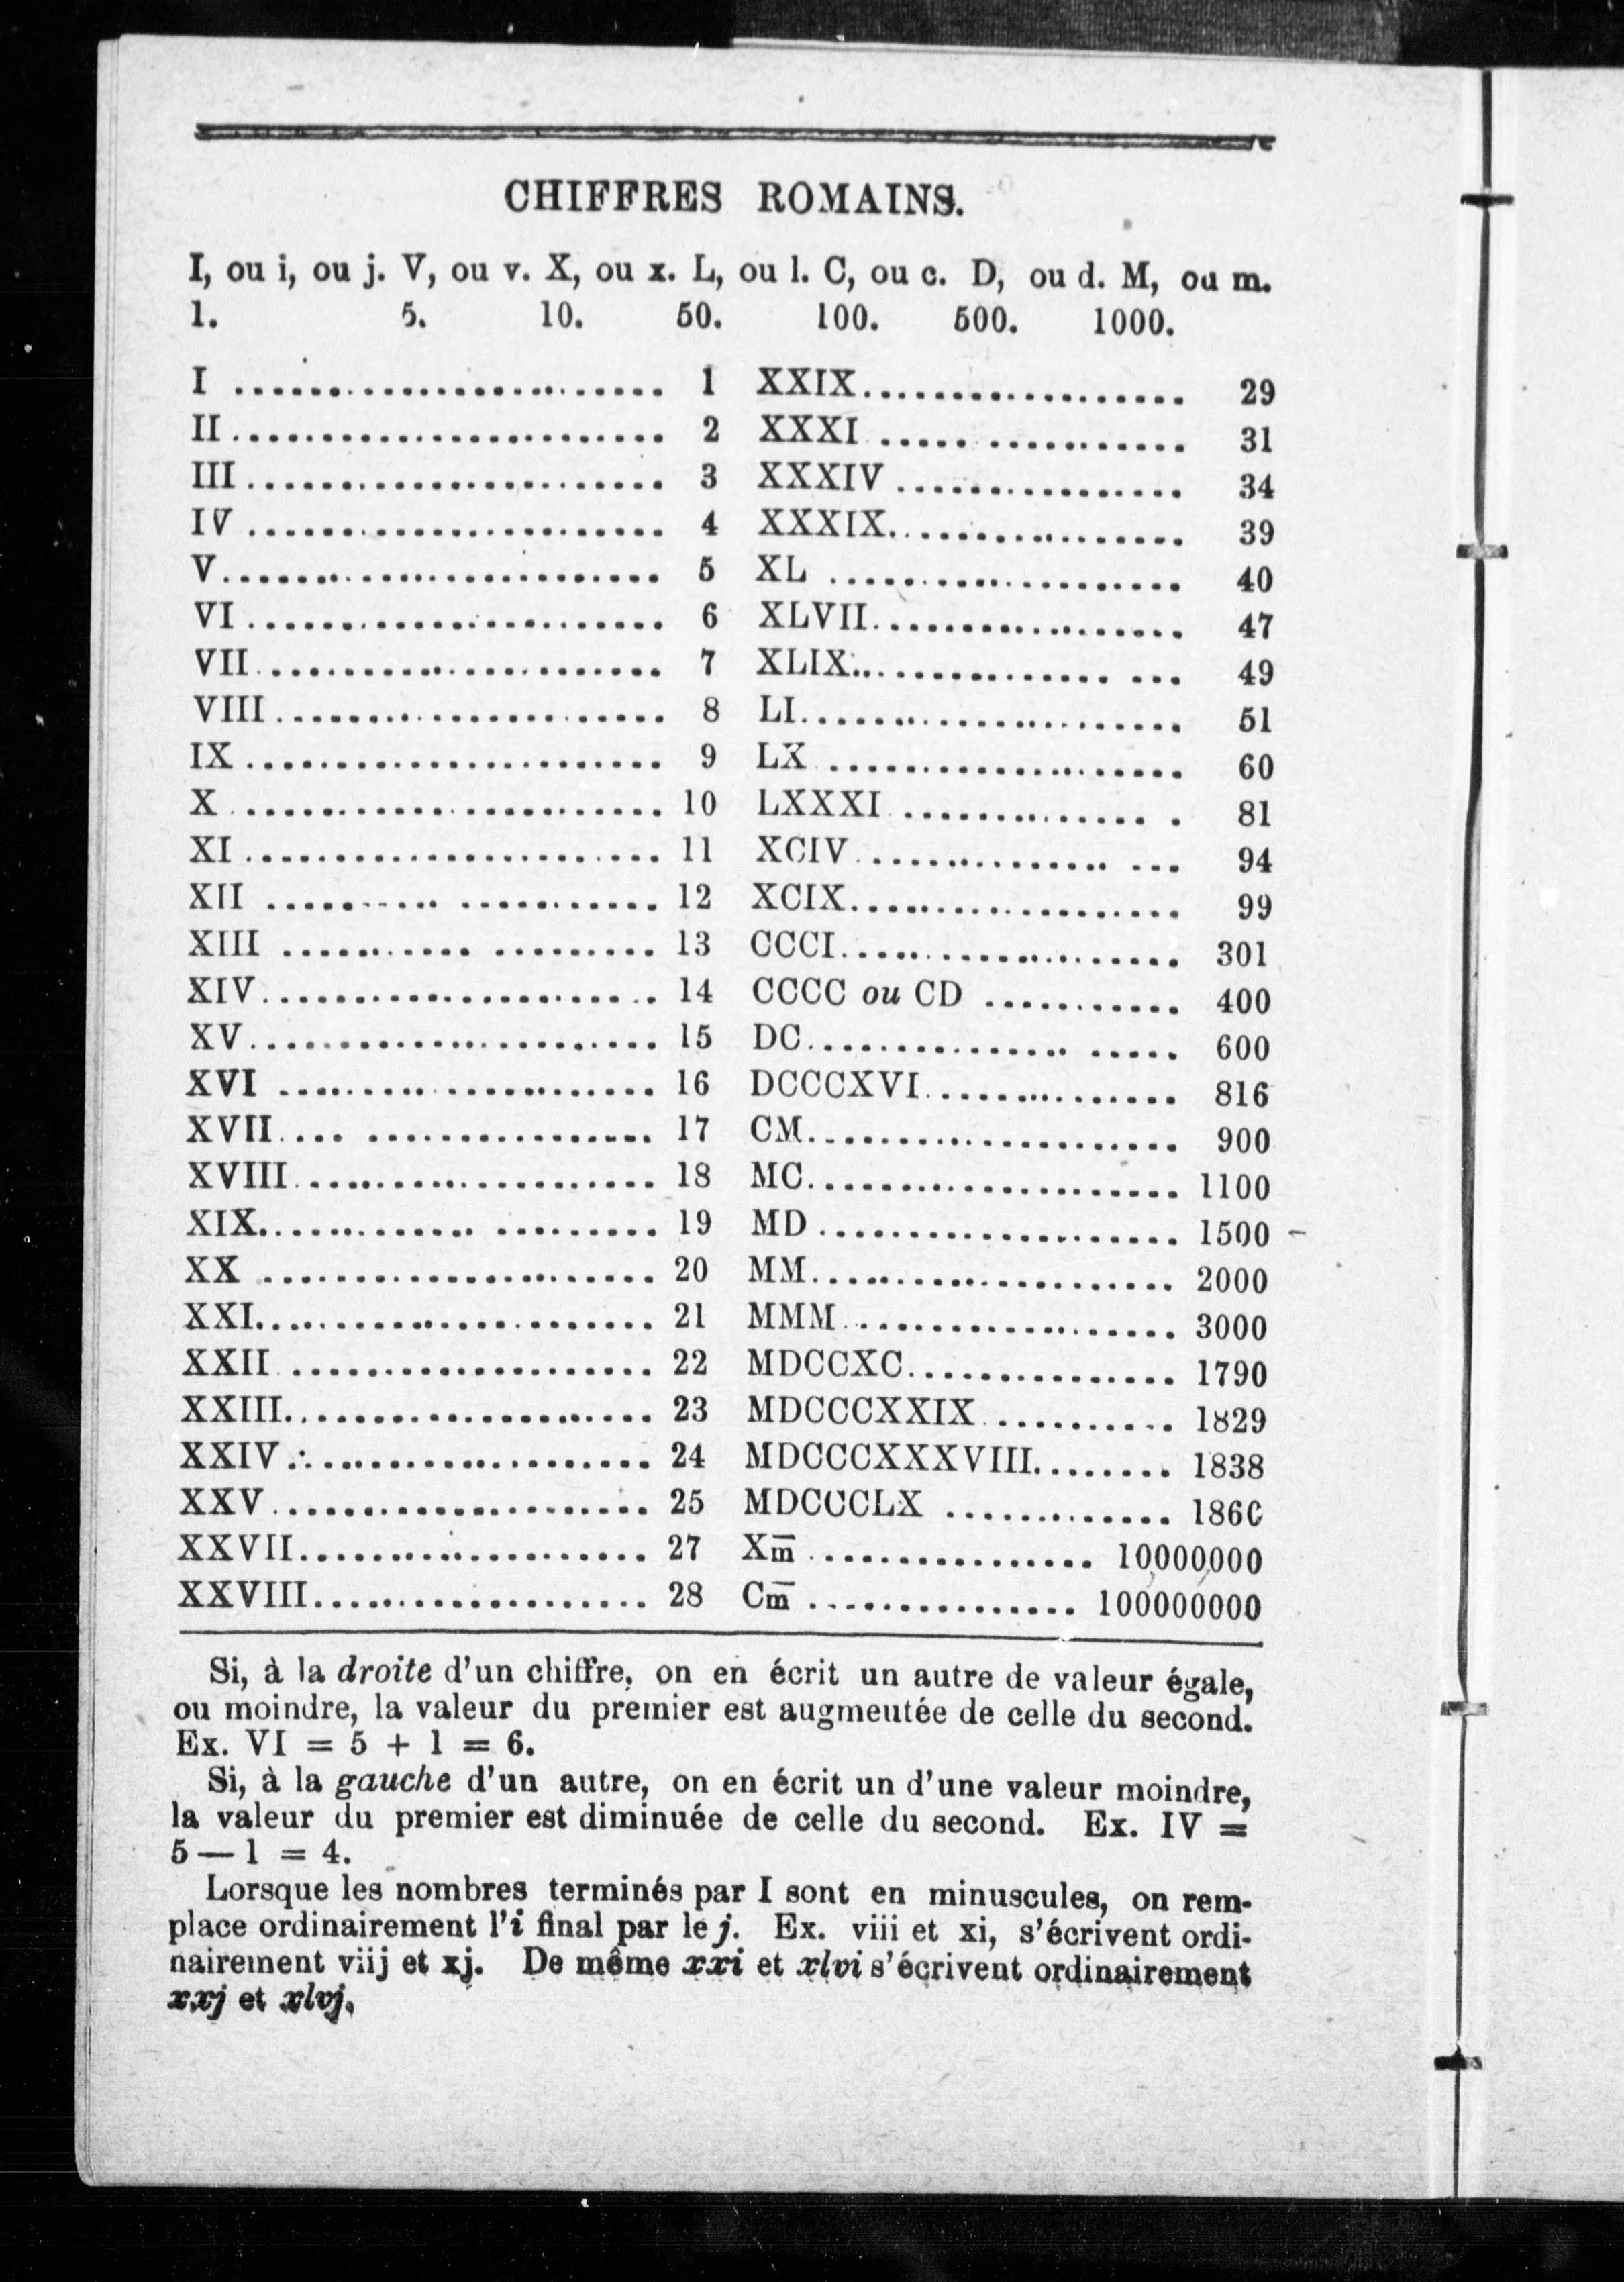 CHIFFRES ROMAINS.
I, ou i, ou j. V, ou v. X, ou x. L, ou l. C, ou c. D, ou d. M, ou m.
1. 5. 10. 50. 100. 500. 1000.
I ........................ 1 XXIX.................. 29
II........................ 2 XXXI ................ 31
III....................... 3 XXXIV ................ 34
IV ....................... 4 XXXIX................. 39
V......................... 5 XL ................... 40
VI ....................... 6 XLVII................. 47
VII....................... 7 XLIX.................. 49
VIII...................... 8 LI..................... 51
IX ....................... 9 LX .................... 60
X ........................ 10 LXXXI ............... 81
XI ....................... 11 XCIV.................. 94
XII ...................... 12 XCIX.................. 99
XIII ..................... 13 CCCI................... 301
XIV...................... 14 CCCC ou CD ........... 400
XV....................... 15 DC..................... 600
XVI ..................... 16 DCCCXVI.............. 816
XVII..................... 17 CM..................... 900
XVIII.................... 18 MC..................... 1100
XIX...................... 19 MD .................... 1500
XX ...................... 20 MM.................... 2000
XXI...................... 21 MMM .................. 3000
XXII .................... 22 MDCCXC............... 1790
XXIII.................... 23 MDCCCXXIX........... 1829
XXIV .................... 24 MDCCCXXXVIII........ 1838
XXV ..................... 25 MDCCCLX ............. 1860
XXVII.................... 27 Xm̅ ................ 10000000
XXVIII................... 28 Cm̅ ............... 100000000
Si, à la droite d'un chiffre, on en écrit un autre de valeur égale,
ou moindre, la valeur du premier est augmeutée de celle du second.
Ex. VI = 5 + 1 = 6.
Si, à la gauche d'un autre, on en écrit un d'une valeur moindre,
la valeur du premier est diminuée de celle du second. Ex. IV =
5 — 1 = 4.
Lorsque les nombres terminés par I sont en minuscules, on rem-
place ordinairement l'i final par le j. Ex. viii et xi, s'écrivent ordi-
nairement viij et xj. De même xxi et xlvi s'écrivent ordinairement
xxj et xlvj.